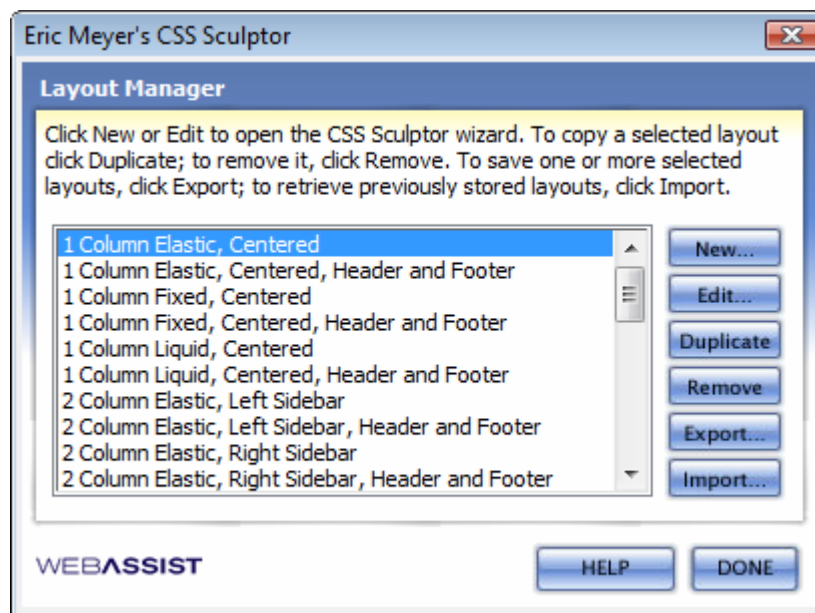 Eric Meyer's CSS Sculptor
Layout Manager
Click New or Edit to open the CSS Sculptor wizard. To copy a selected layout
click Duplicate; to remove it, click Remove. To save one or more selected
layouts, click Export; to retrieve previously stored layouts, click Import.
1 Column Elastic, Centered
1 Column Elastic, Centered, Header and Footer
1 Column Fixed, Centered
1 Column Fixed, Centered, Header and Footer
1 Column Liquid, Centered
1 Column Liquid, Centered, Header and Footer
2 Column Elastic, Left Sidebar
2 Column Elastic, Left Sidebar, Header and Footer
2 Column Elastic, Right Sidebar
2 Column Elastic, Right Sidebar, Header and Footer
New...
Edit...
Duplicate
Remove
Export...
Import...
WEBASSIST
HELP
DONE